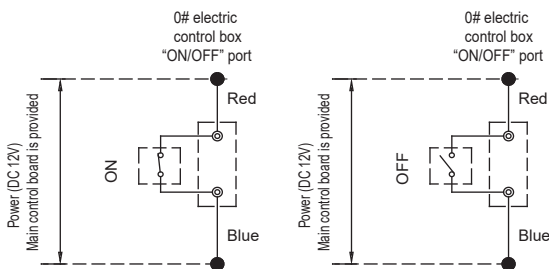 0# electric
control box
“ON/OFF” port
Red
Power (DC 12V)
Main control board is provided
ON
Blue
0# electric
control box
“ON/OFF” port
Red
Power (DC 12V)
Main control board is provided
OFF
Blue